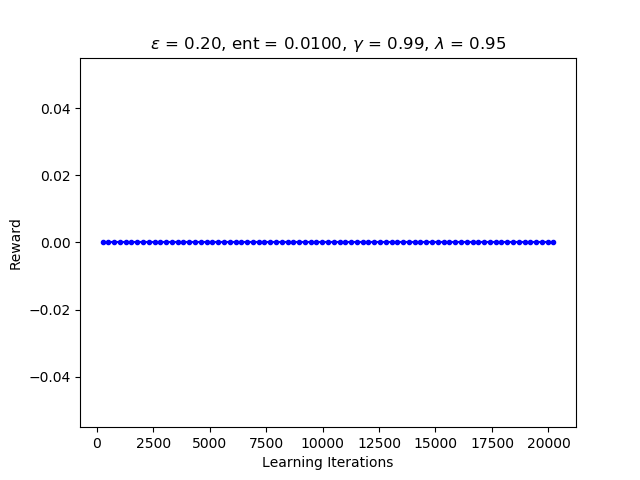 ε = 0.20, ent = 0.0100, γ = 0.99, λ = 0.95
0.04
0.02
0.00
−0.02
−0.04
Reward
0 2500 5000 7500 10000 12500 15000 17500 20000
Learning Iterations